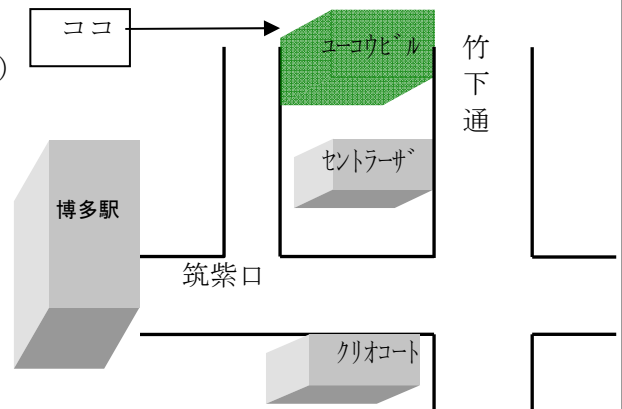 ココ
)
ユーコウビル
竹下通
セントラーザ
博多駅
筑紫口
クリオコート